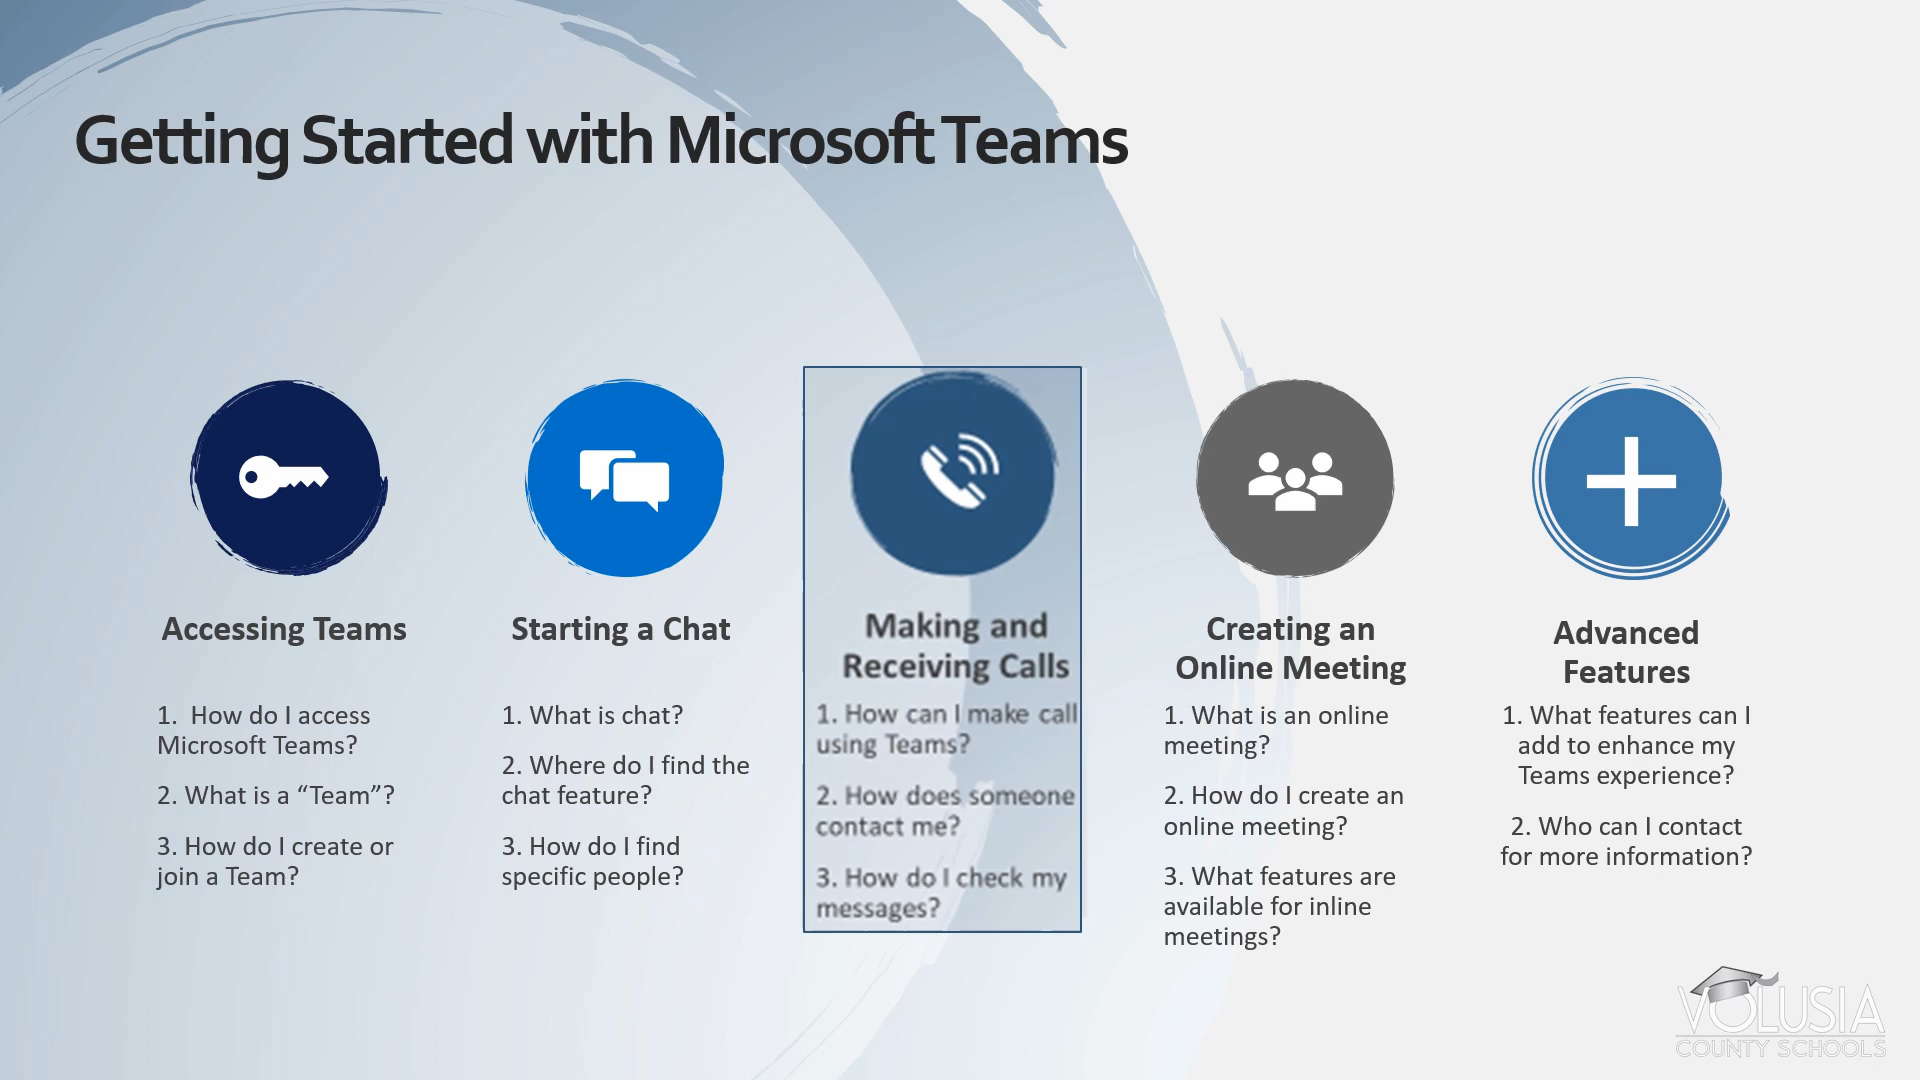 Getting Started with Microsoft Teams
Accessing Teams
1. How do I access
Microsoft Teams?
2. What is a “Team”?
3. How do I create or
join a Team?
Starting a Chat
1. What is chat?
2. Where do I find the
chat feature?
3. How do I find
specific people?
Making and
Receiving Calls
1. How can I make call
using Teams?
2. How does someone
contact me?
3. How do I check my
messages?
Creating an
Online Meeting
1. What is an online
meeting?
2. How do I create an
online meeting?
3. What features are
available for inline
meetings?
Advanced
Features
1. What features can I
add to enhance my
Teams experience?
2. Who can I contact
for more information?
VOLUSIA
COUNTY SCHOOLS